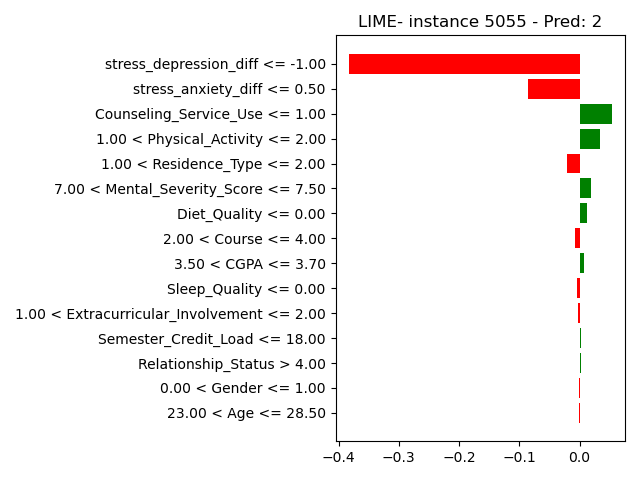 LIME- instance 5055 - Pred: 2
stress_depression_diff <= -1.00
stress_anxiety_diff <= 0.50
Counseling_Service_Use <= 1.00
1.00 < Physical_Activity <= 2.00
1.00 < Residence_Type <= 2.00
7.00 < Mental_Severity_Score <= 7.50
Diet_Quality <= 0.00
2.00 < Course <= 4.00
3.50 < CGPA <= 3.70
Sleep_Quality <= 0.00
1.00 < Extracurricular_Involvement <= 2.00
Semester_Credit_Load <= 18.00
Relationship_Status > 4.00
0.00 < Gender <= 1.00
23.00 < Age <= 28.50
−0.4 −0.3 −0.2 −0.1 0.0